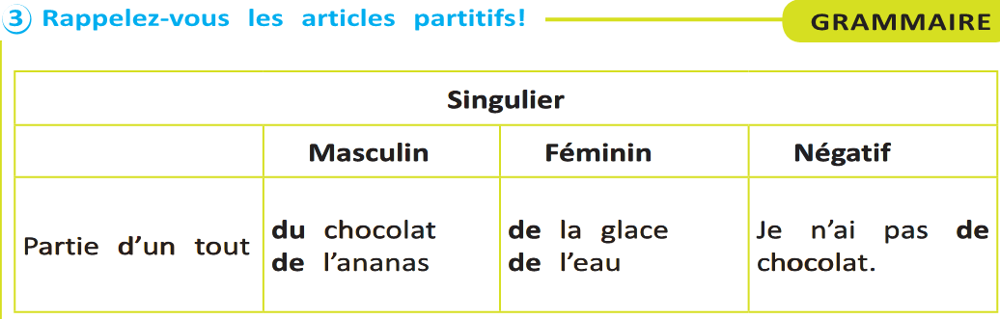 3 Rappelez-vous les articles partitifs!
GRAMMAIRE
Singulier
Masculin Féminin Négatif
Partie d'un tout
du chocolat
de l'ananas
de la glace
de l'eau
Je n'ai pas de
chocolat.